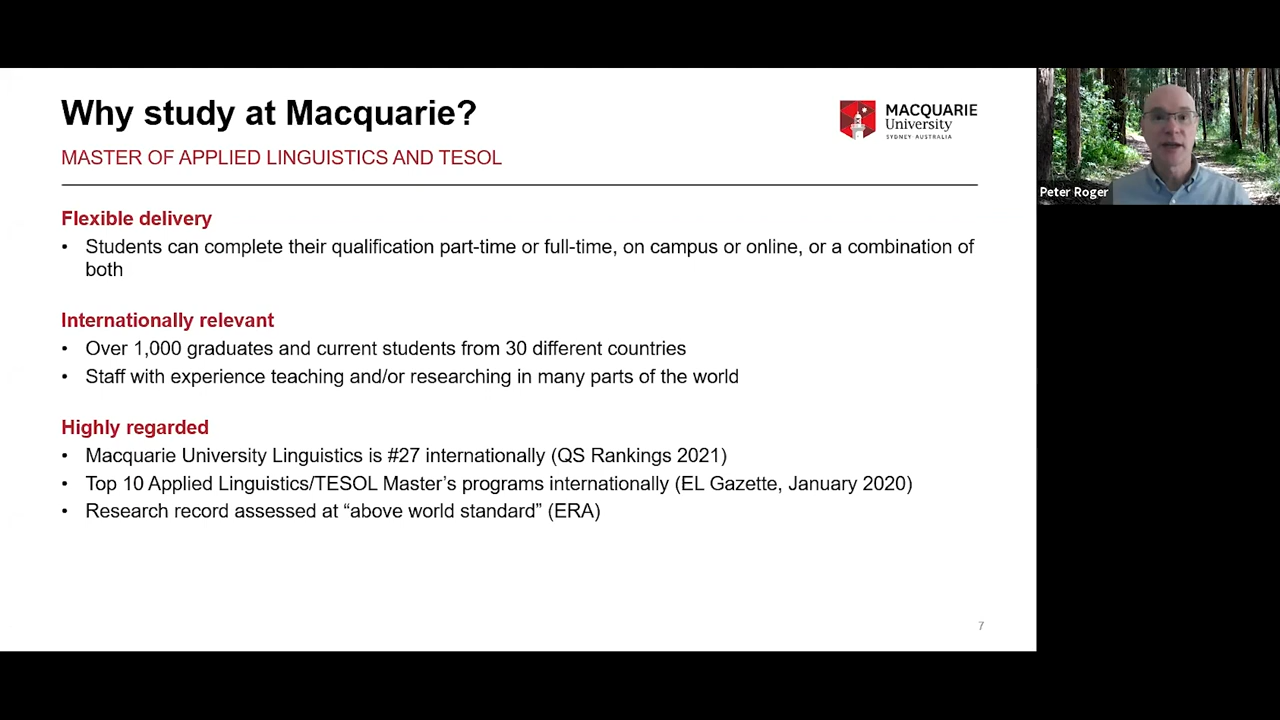 Why study at Macquarie?
MASTER OF APPLIED LINGUISTICS AND TESOL
MACQUARIE
University
SYDNEY·AUSTRALIA
Peter Roger
Flexible delivery
• Students can complete their qualification part-time or full-time, on campus or online, or a combination of
both
Internationally relevant
• Over 1,000 graduates and current students from 30 different countries
• Staff with experience teaching and/or researching in many parts of the world
Highly regarded
• Macquarie University Linguistics is #27 internationally (QS Rankings 2021)
• Top 10 Applied Linguistics/TESOL Master’s programs internationally (EL Gazette, January 2020)
• Research record assessed at “above world standard” (ERA)
7